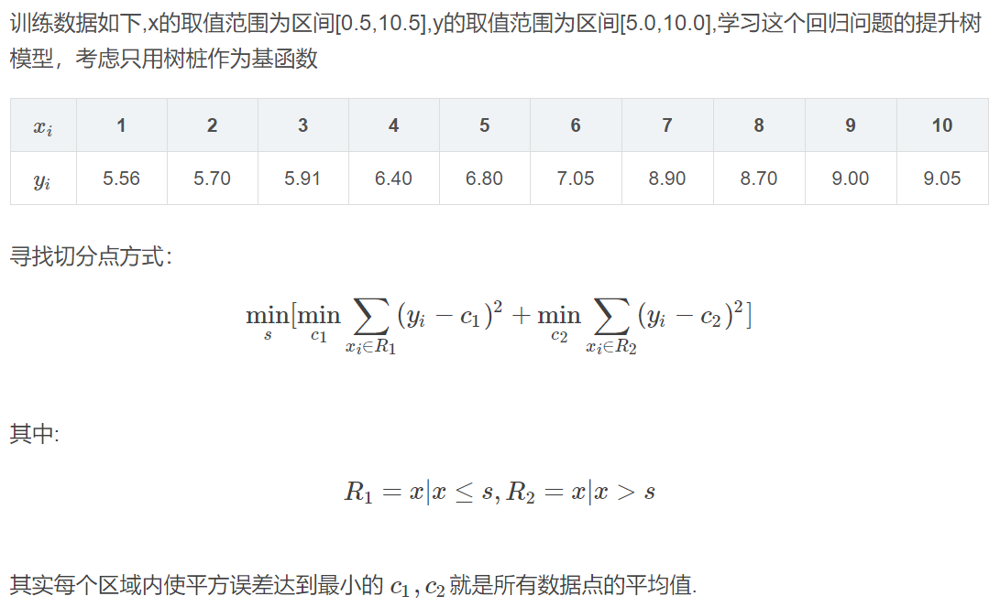 训练数据如下,x的取值范围为区间[0.5,10.5],y的取值范围为区间[5.0,10.0],学习这个回归问题的提升树
模型，考虑只用树桩作为基函数
x_i 1 2 3 4 5 6 7 8 9 10
y_i 5.56 5.70 5.91 6.40 6.80 7.05 8.90 8.70 9.00 9.05
寻找切分点方式：
min_s[min_{c_1} ∑_{x_i∈R_1} (y_i − c_1)^2 + min_{c_2} ∑_{x_i∈R_2} (y_i − c_2)^2]
其中:
R_1 = x|x ≤ s, R_2 = x|x > s
其实每个区域内使平方误差达到最小的 c_1, c_2 就是所有数据点的平均值.